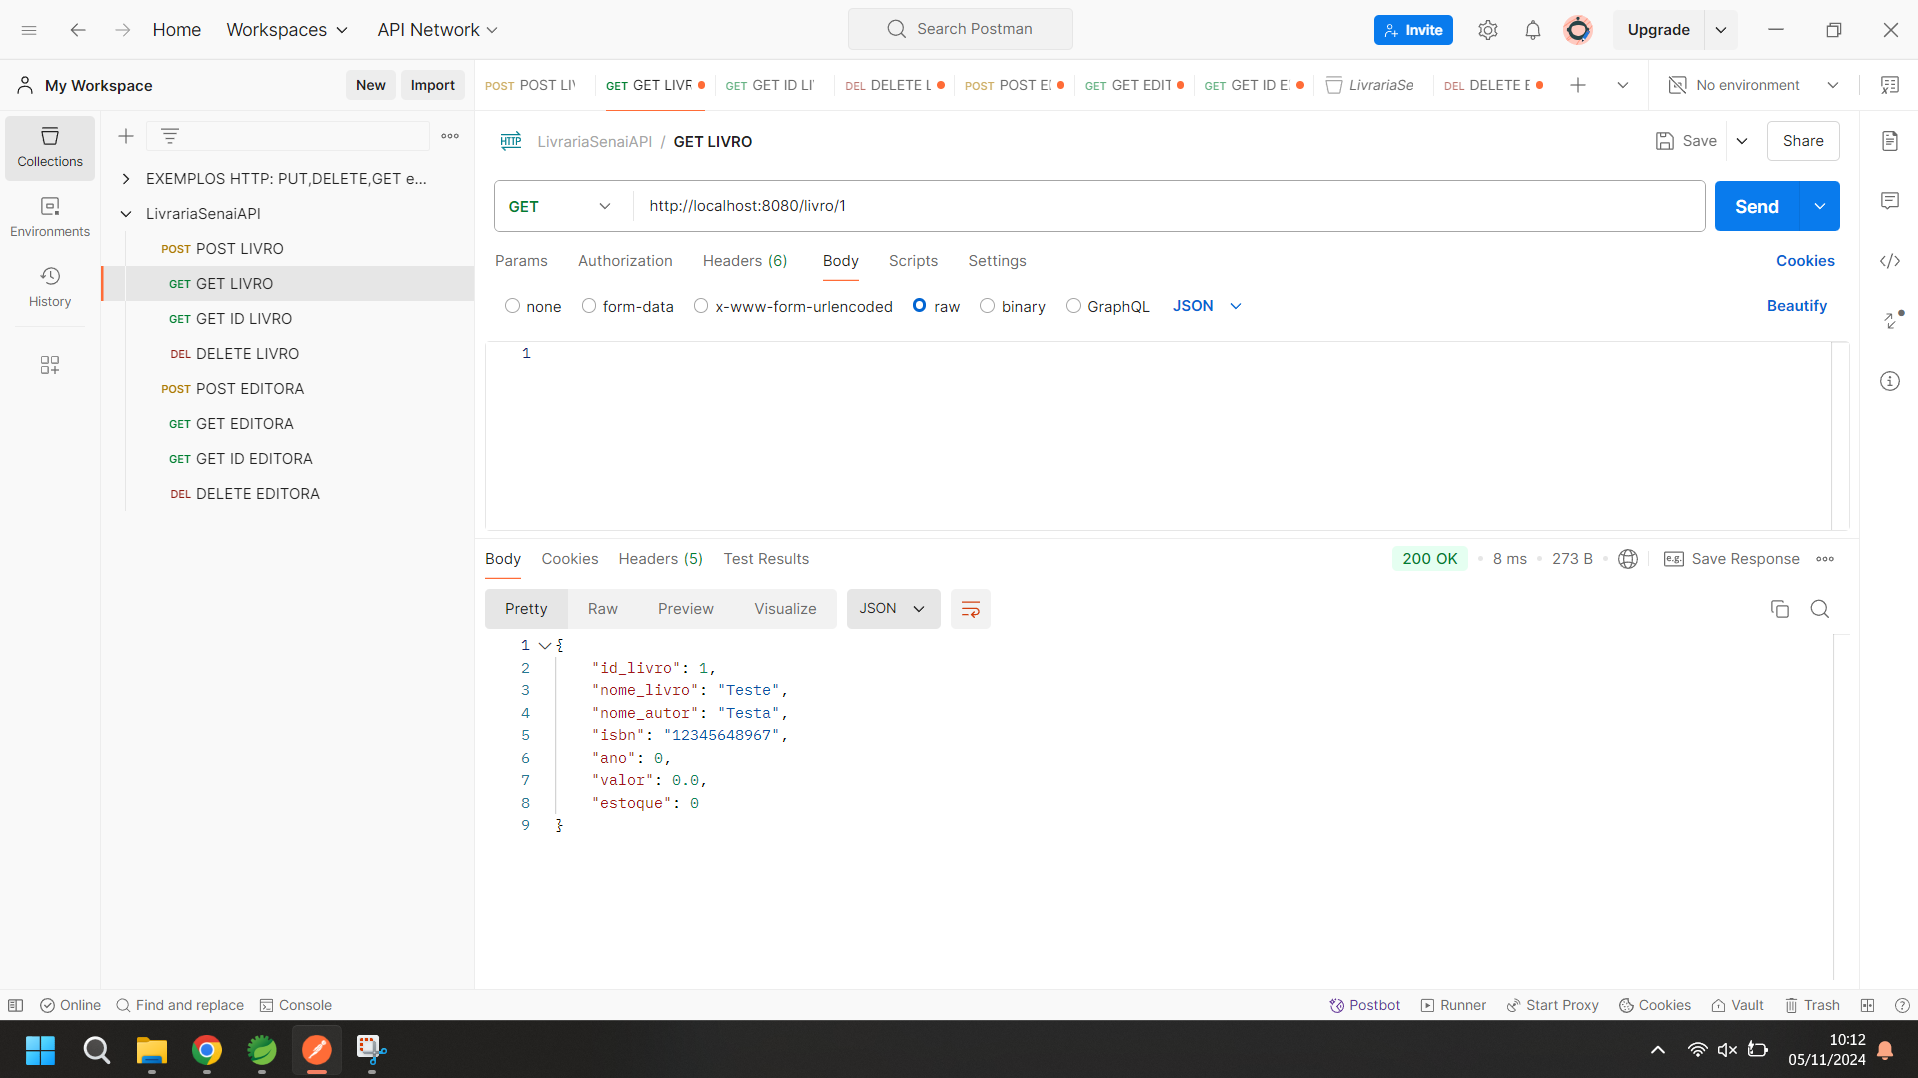 Home Workspaces API Network Search Postman Invite Upgrade
My Workspace New Import
POST POST LI GET GET LIVR GET GET ID LI DEL DELETE L POST POST E GET GET EDIT GET GET ID E LivrariaSe DEL DELETE E No environment
Collections
Environments
History
EXEMPLOS HTTP: PUT,DELETE,GET e...
LivrariaSenaiAPI
POST POST LIVRO
GET GET LIVRO
GET GET ID LIVRO
DEL DELETE LIVRO
POST POST EDITORA
GET GET EDITORA
GET GET ID EDITORA
DEL DELETE EDITORA
HTTP LivrariaSenaiAPI / GET LIVRO Save Share
GET http://localhost:8080/livro/1 Send
Params Authorization Headers (6) Body Scripts Settings Cookies
none form-data x-www-form-urlencoded raw binary GraphQL JSON Beautify
1
Body Cookies Headers (5) Test Results 200 OK 8 ms 273 B e.g. Save Response
Pretty Raw Preview Visualize JSON
1 {
2 "id_livro": 1,
3 "nome_livro": "Teste",
4 "nome_autor": "Testa",
5 "isbn": "12345648967",
6 "ano": 0,
7 "valor": 0.0,
8 "estoque": 0
9 }
Online Find and replace Console Postbot Runner Start Proxy Cookies Vault Trash
10:12
05/11/2024